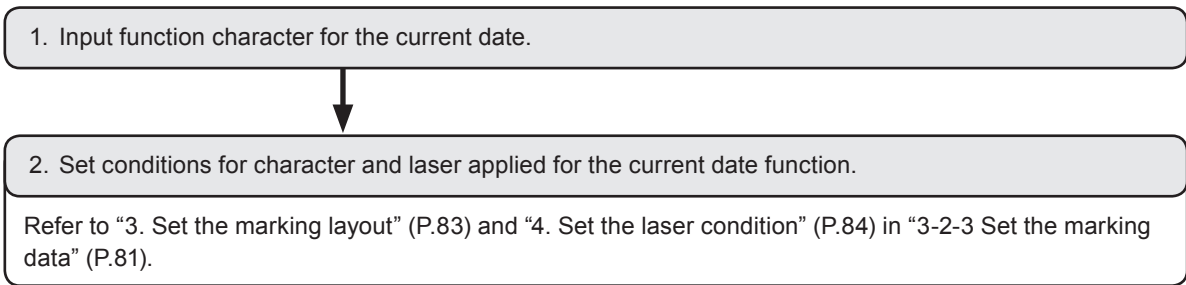 1. Input function character for the current date.
2. Set conditions for character and laser applied for the current date function.
Refer to “3. Set the marking layout” (P.83) and “4. Set the laser condition” (P.84) in “3-2-3 Set the marking
data” (P.81).